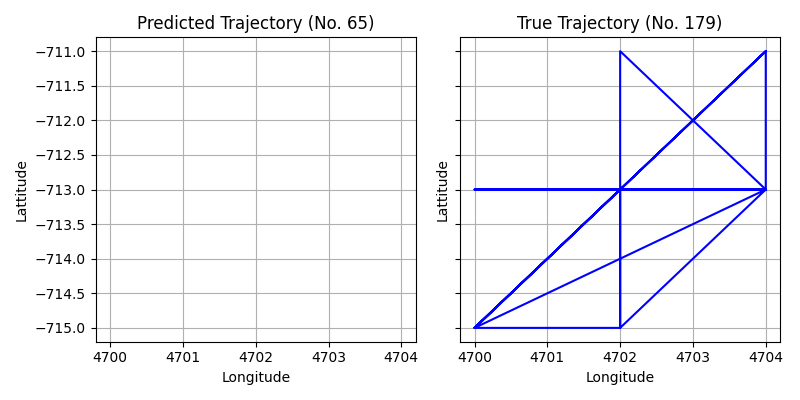 Predicted Trajectory (No. 65)
Lattitude
−711.0
−711.5
−712.0
−712.5
−713.0
−713.5
−714.0
−714.5
−715.0
4700 4701 4702 4703 4704
Longitude
True Trajectory (No. 179)
Lattitude
4700 4701 4702 4703 4704
Longitude